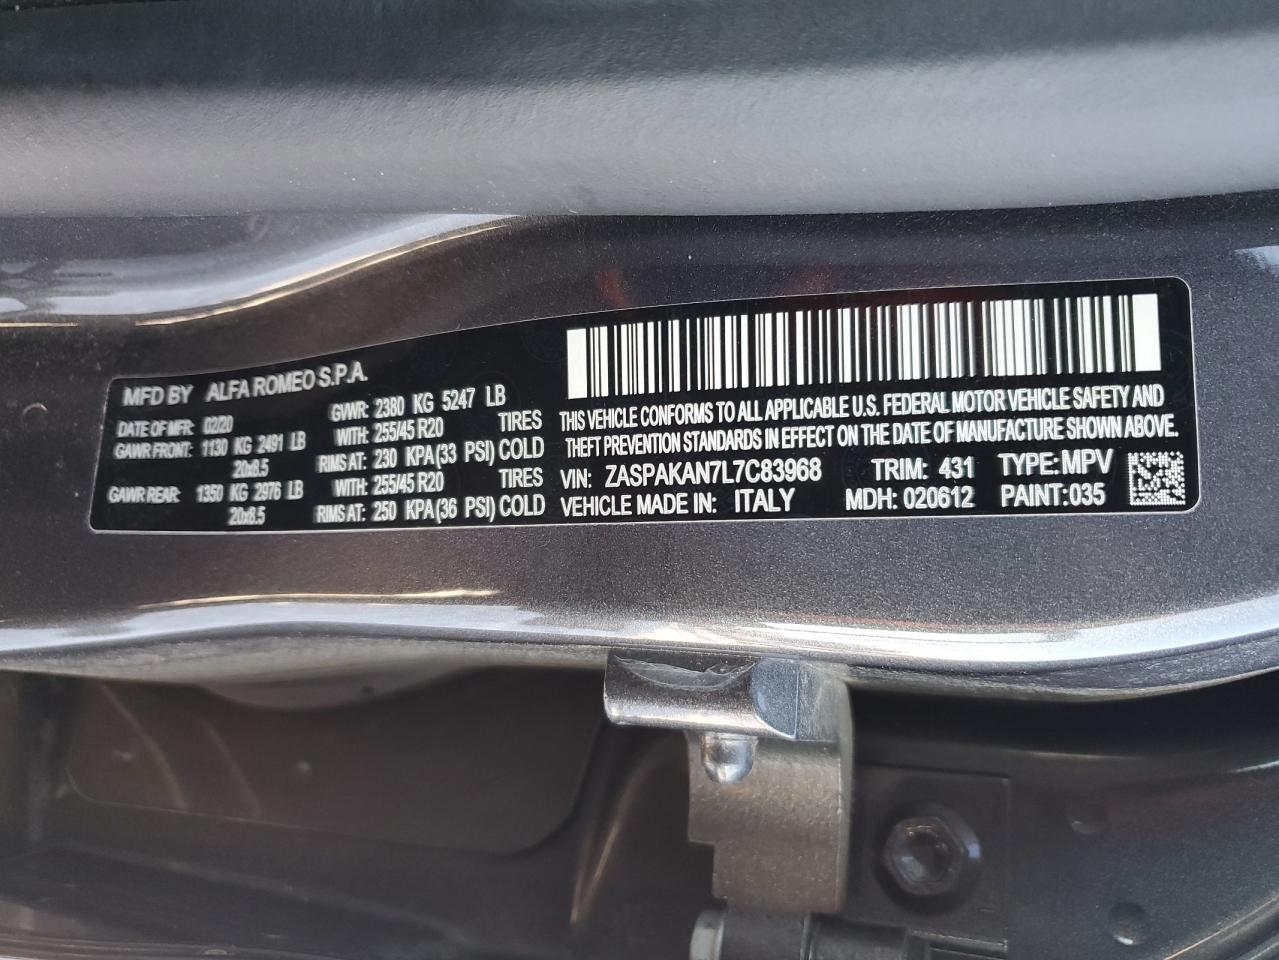 MFD BY ALFA ROMEO S.P.A.
DATE OF MFR: 02/20 GVWR: 2380 KG 5247 LB
GAWR FRONT: 1130 KG 2491 LB WITH: 255/45 R20 TIRES
20x8.5 RIMS AT: 230 KPA(33 PSI) COLD
GAWR REAR: 1350 KG 2976 LB WITH: 255/45 R20 TIRES
20x8.5 RIMS AT: 250 KPA(36 PSI) COLD
THIS VEHICLE CONFORMS TO ALL APPLICABLE U.S. FEDERAL MOTOR VEHICLE SAFETY AND
THEFT PREVENTION STANDARDS IN EFFECT ON THE DATE OF MANUFACTURE SHOWN ABOVE.
VIN: ZASPAKAN7L7C83968 TRIM: 431 TYPE: MPV
VEHICLE MADE IN: ITALY MDH: 020612 PAINT: 035